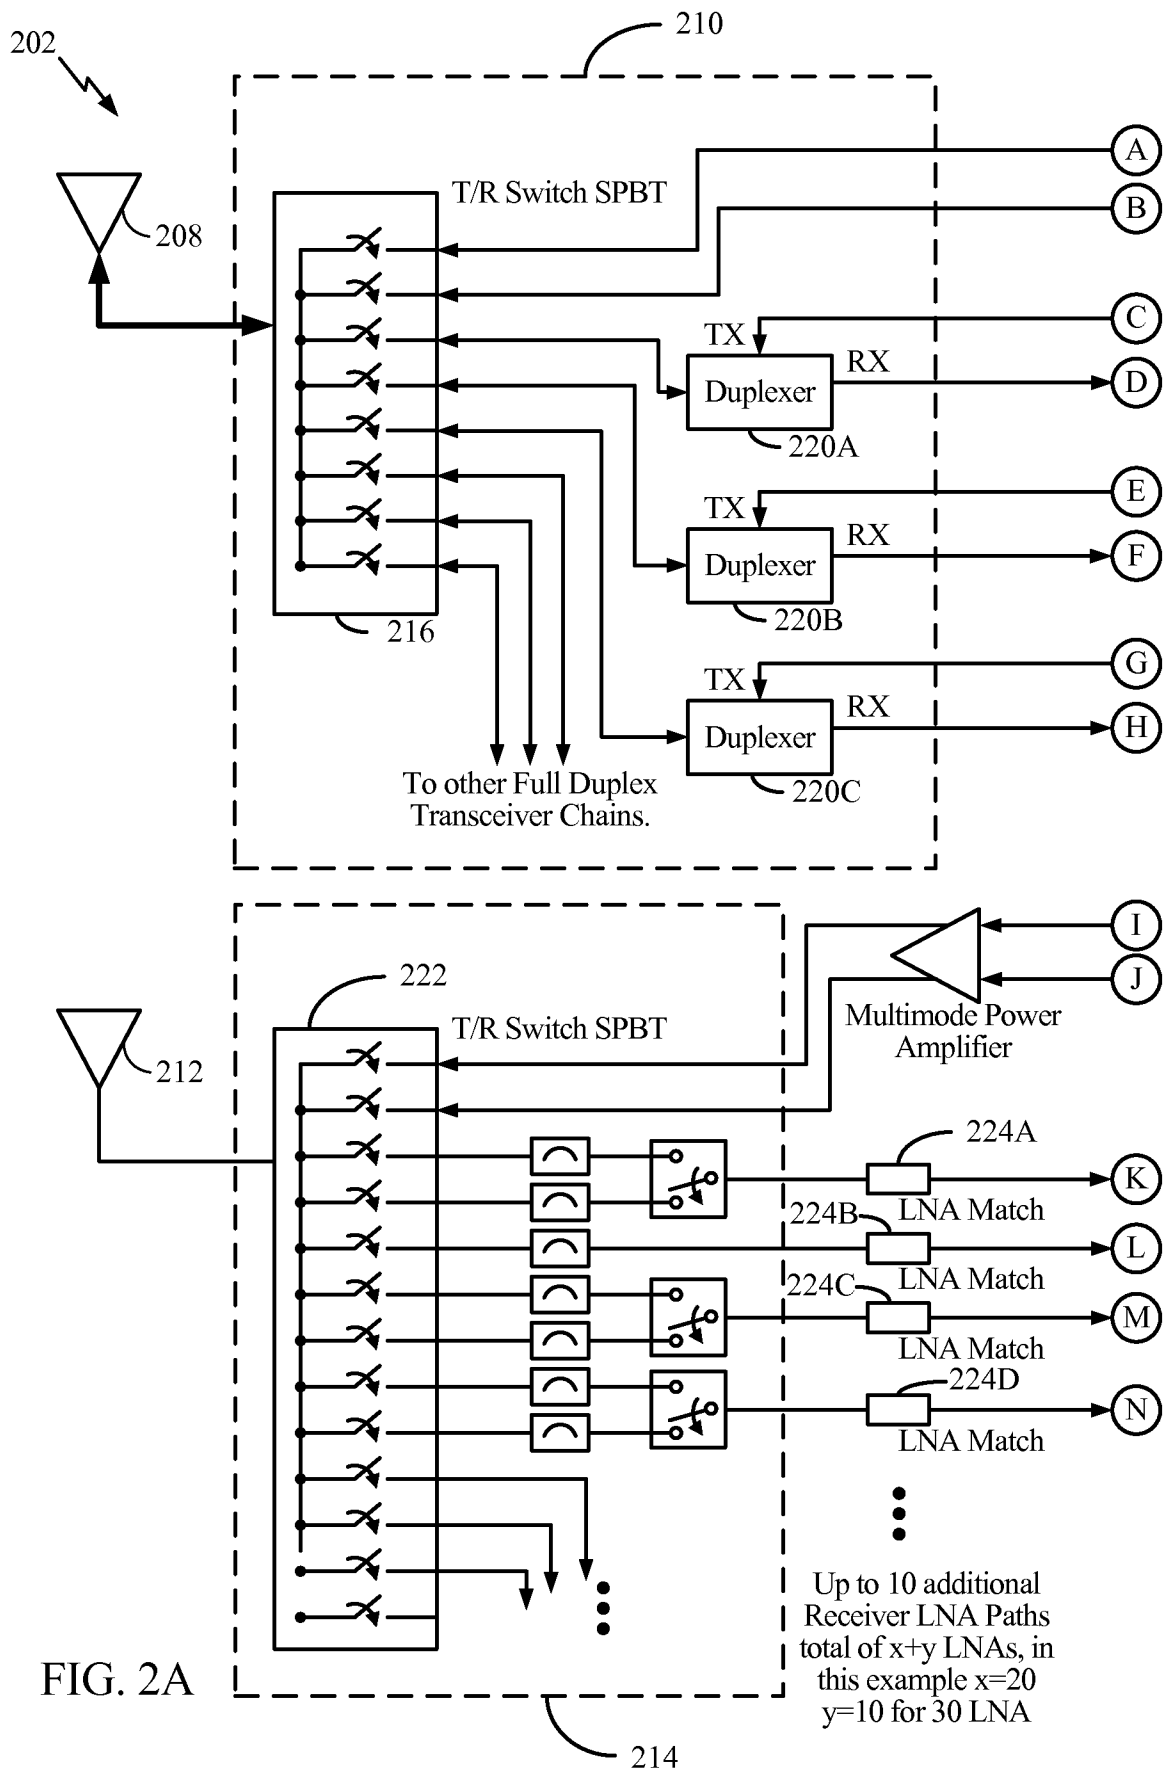 202
210
A
T/R Switch SPBT
B
208
C
TX
RX
D
Duplexer
220A
E
TX
RX
F
Duplexer
220B
216
G
TX
RX
H
Duplexer
220C
To other Full Duplex
Transceiver Chains.
I
222
J
T/R Switch SPBT
Multimode Power
Amplifier
212
224A
K
LNA Match
224B
L
LNA Match
224C
M
LNA Match
224D
N
LNA Match
Up to 10 additional
Receiver LNA Paths
total of x+y LNAs, in
this example x=20
y=10 for 30 LNA
FIG. 2A
214